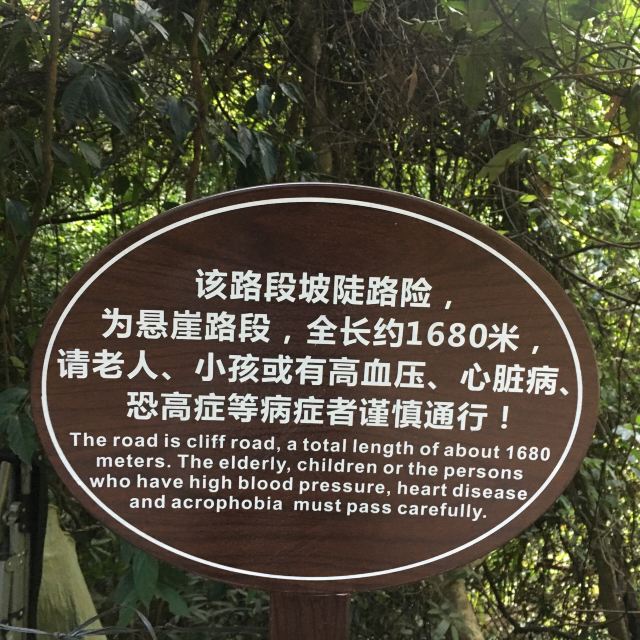 该路段坡陡路险，
为悬崖路段，全长约1680米，
请老人、小孩或有高血压、心脏病、
恐高症等病症者谨慎通行！
The road is cliff road, a total length of about 1680
meters. The elderly, children or the persons
who have high blood pressure, heart disease
and acrophobia must pass carefully.